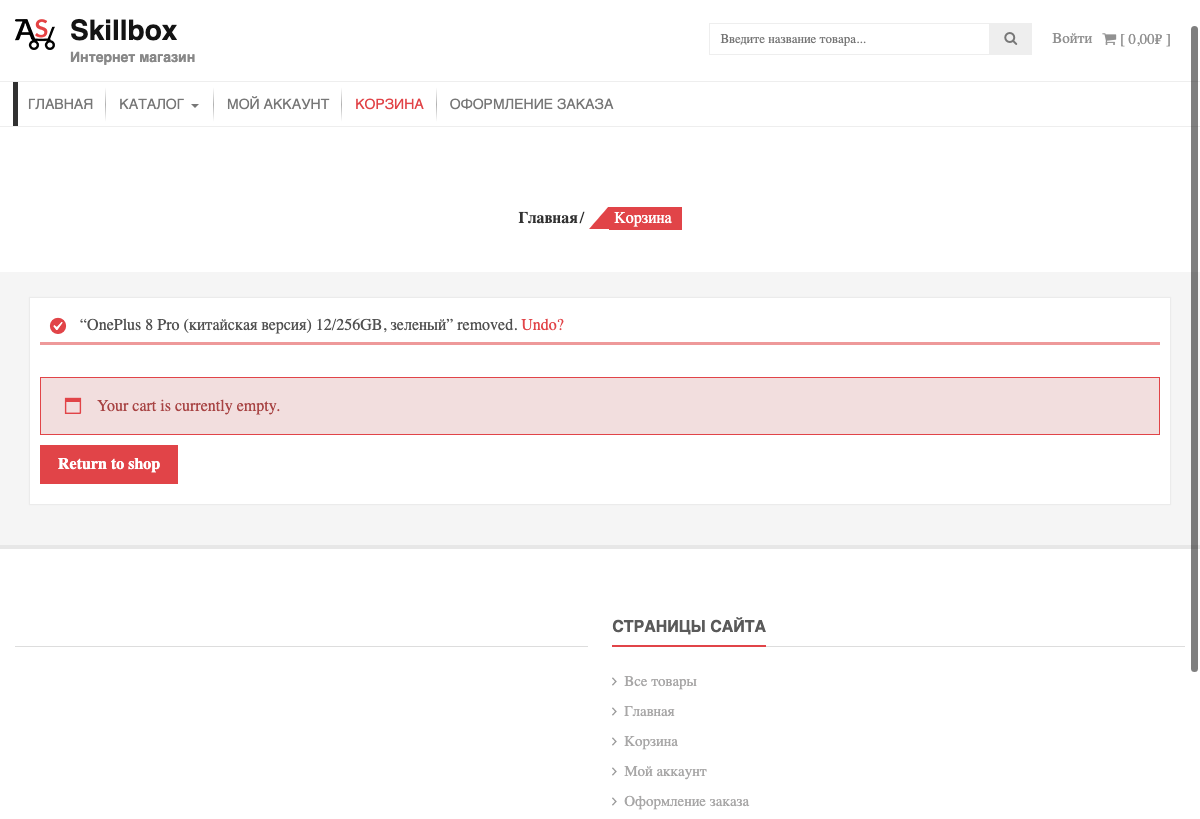 AS Skillbox
Интернет магазин
Введите название товара...
Войти [ 0,00₽ ]
ГЛАВНАЯ КАТАЛОГ МОЙ АККАУНТ КОРЗИНА ОФОРМЛЕНИЕ ЗАКАЗА
Главная/ Корзина
“OnePlus 8 Pro (китайская версия) 12/256GB, зеленый” removed. Undo?
Your cart is currently empty.
Return to shop
СТРАНИЦЫ САЙТА
Все товары
Главная
Корзина
Мой аккаунт
Оформление заказа